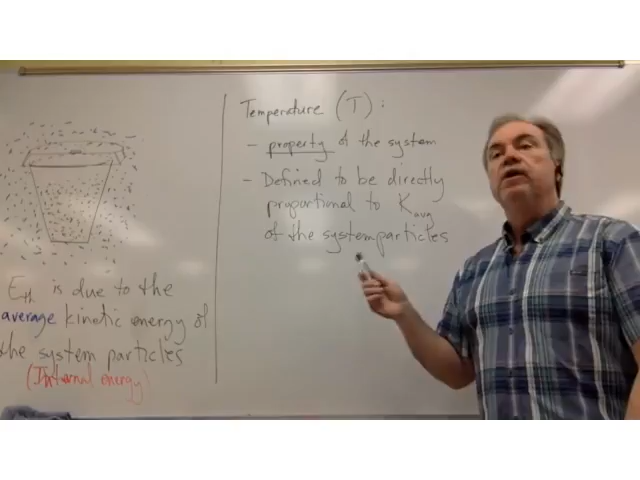 Temperature (T):
- property of the system
- Defined to be directly
proportional to Kavg
of the system particles
Eth is due to the
average kinetic energy of
the system particles
(Internal energy)